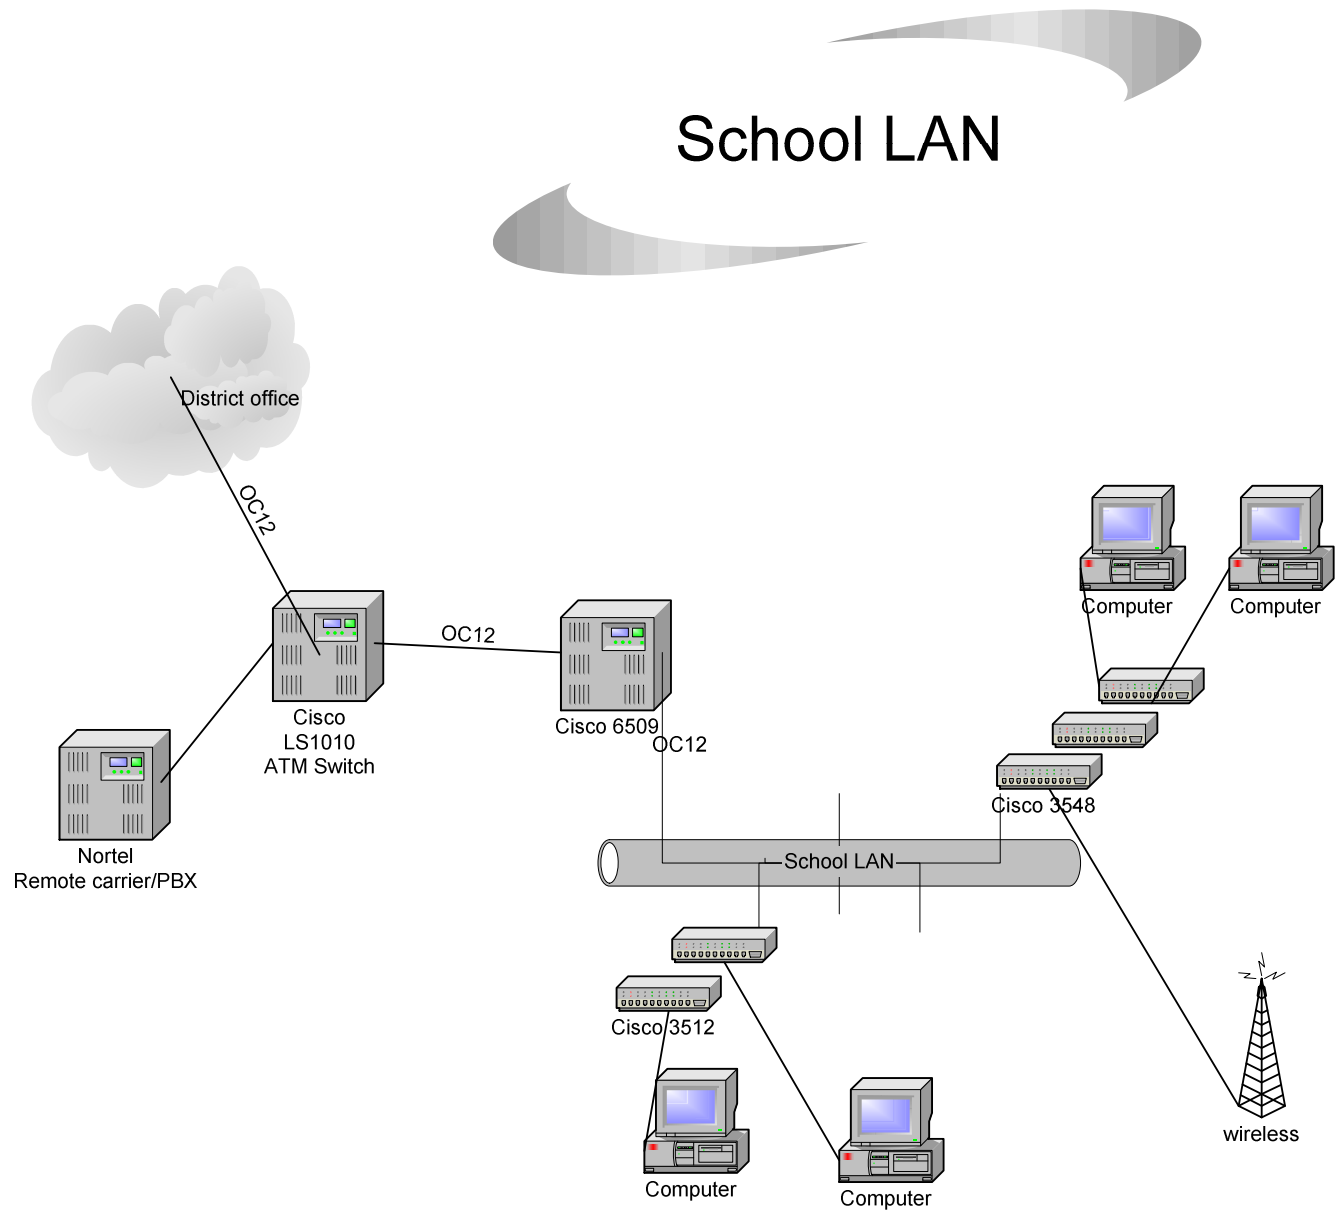 School LAN
District office
OC12
OC12
Cisco
LS1010
ATM Switch
Cisco 6509
OC12
Nortel
Remote carrier/PBX
Computer
Computer
Cisco 3548
School LAN
Cisco 3512
Computer
Computer
wireless